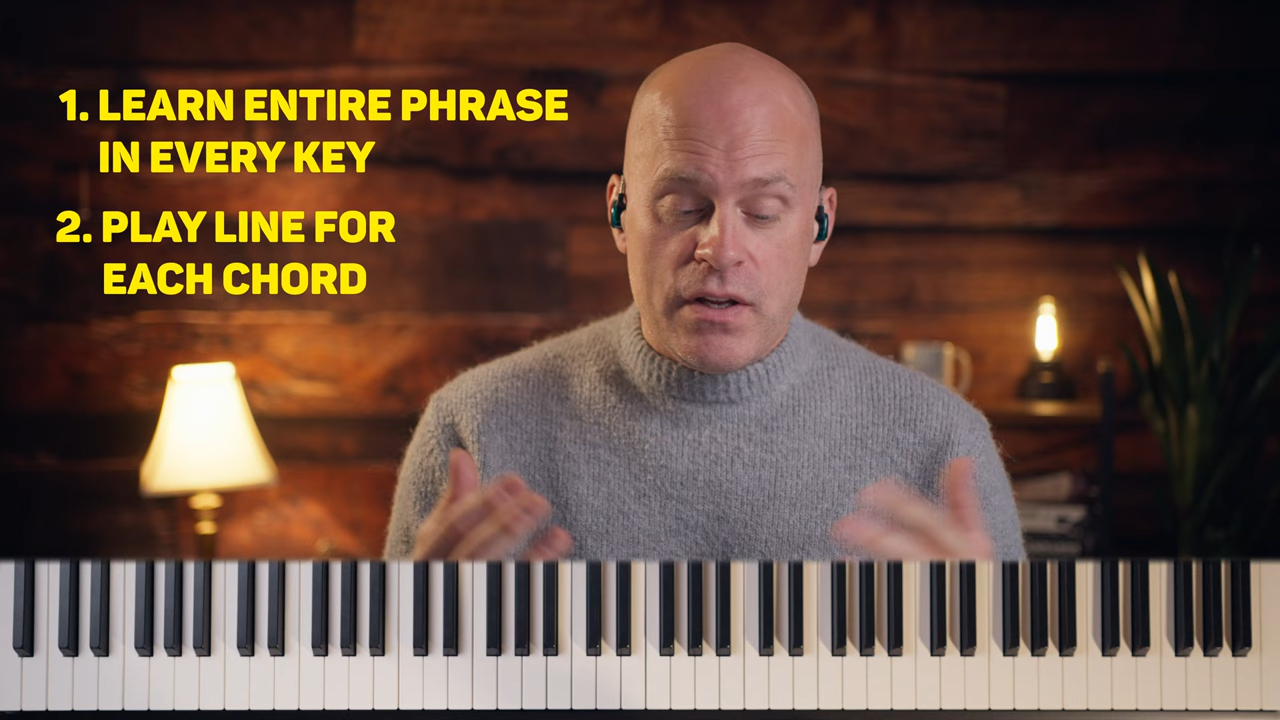 1. LEARN ENTIRE PHRASE
IN EVERY KEY
2. PLAY LINE FOR
EACH CHORD